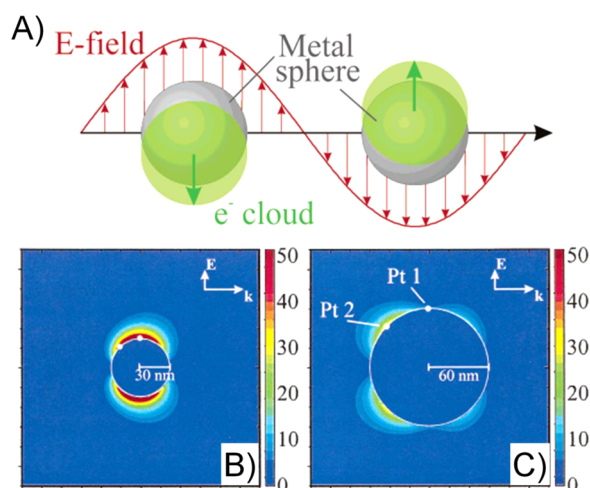 A)
E-field
Metal
sphere
e⁻ cloud
50
40
30
20
10
0
E
k
30 nm
B)
50
40
30
20
10
0
E
k
Pt 1
Pt 2
60 nm
C)